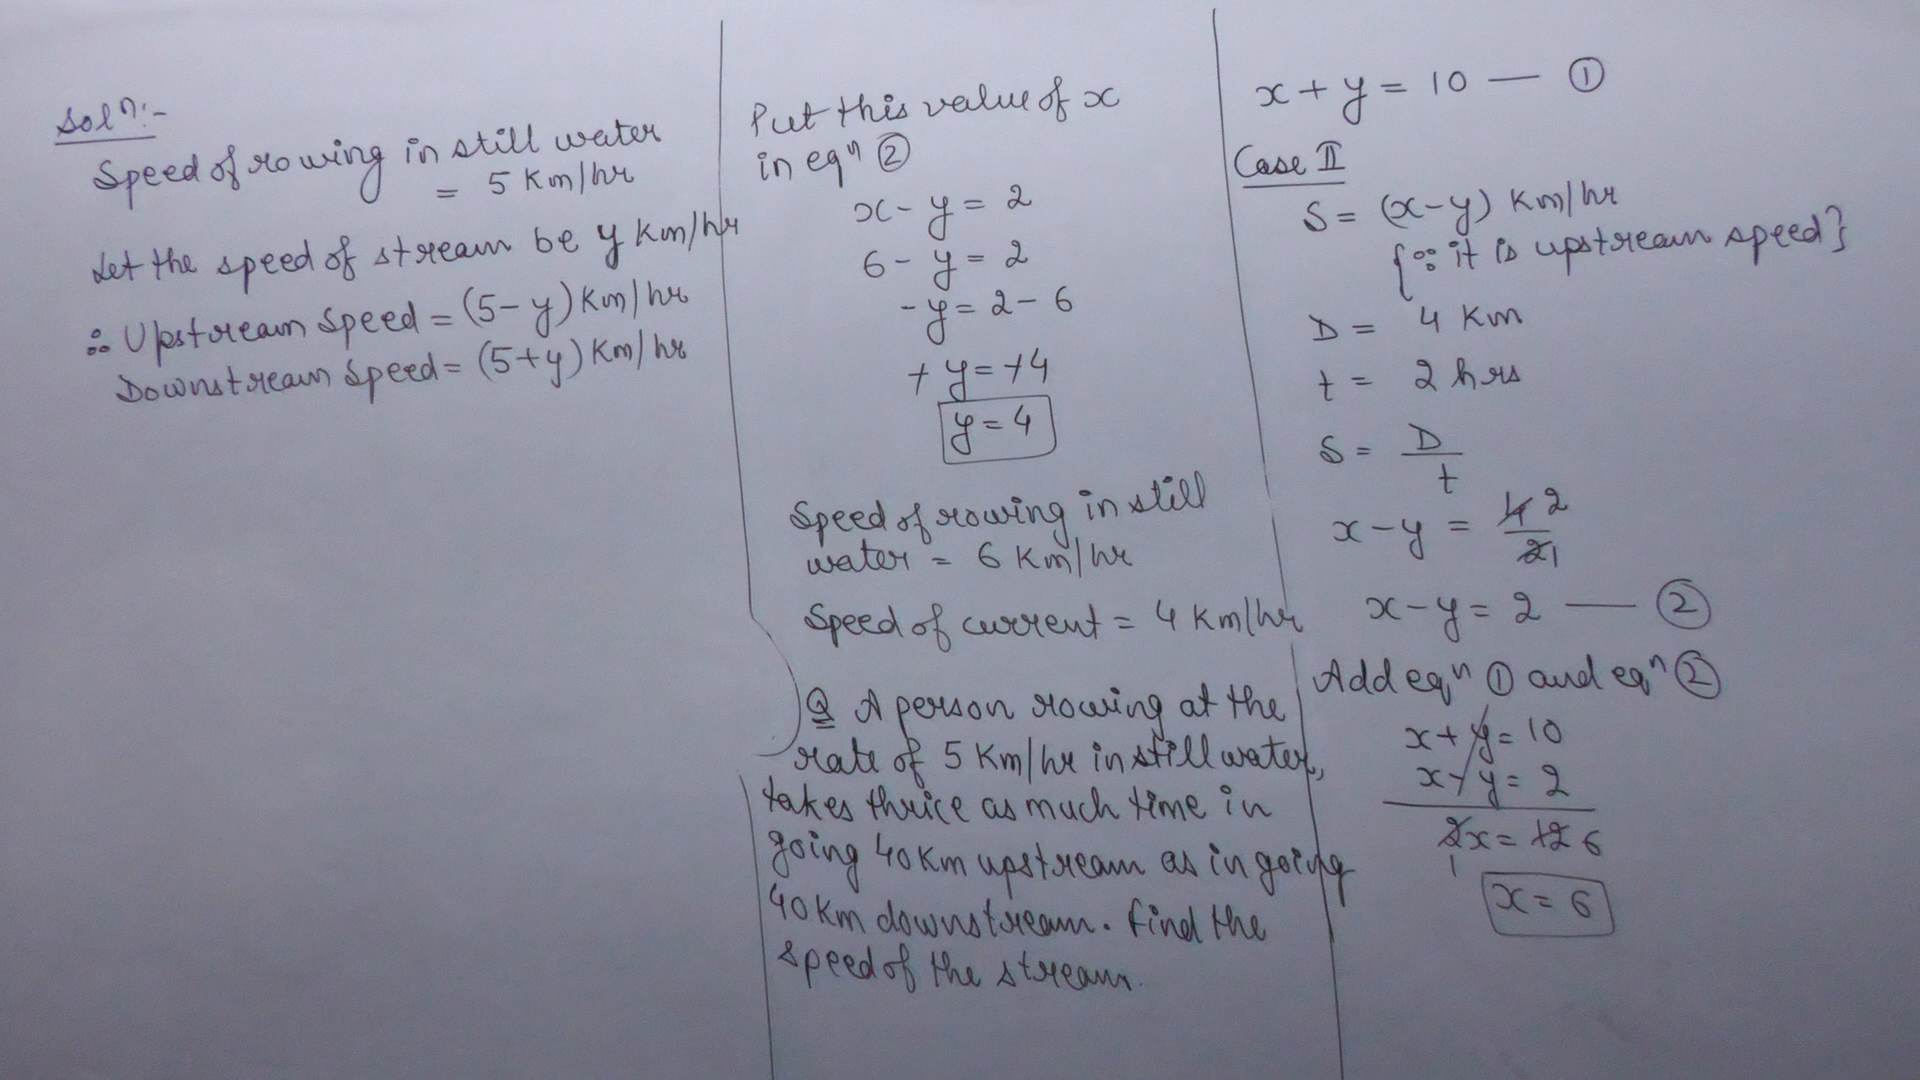 Solⁿ:-
Speed of rowing in still water
= 5 Km/hr
Let the speed of stream be y Km/hr
∴ Upstream Speed = (5-y) Km/hr
Downstream Speed = (5+y) Km/hr
Put this value of x
in eqⁿ ②
x - y = 2
6 - y = 2
-y = 2 - 6
+ y = +4
y = 4
Speed of rowing in still
water = 6 Km/hr
Speed of current = 4 Km/hr
Q A person rowing at the
rate of 5 Km/hr in still water,
takes thrice as much time in
going 40 Km upstream as in going
40 Km downstream. Find the
speed of the stream.
x + y = 10 — ①
Case II
S = (x-y) Km/hr
{∵ it is upstream speed}
D = 4 Km
t = 2 hrs
S = D/t
x - y = 4/2 2/1
x - y = 2 — ②
Add eqⁿ ① and eqⁿ ②
x + y = 10
x - y = 2
2x = 12 6
1
x = 6